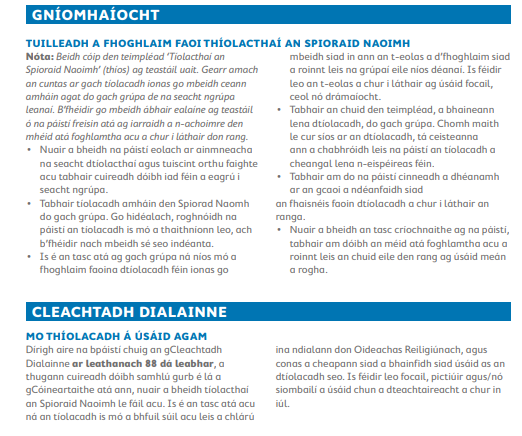 GNÍOMHAÍOCHT
TUILLEADH A FHOGHLAIM FAOI THÍOLACTHAÍ AN SPIORAID NAOIMH
Nóta: Beidh cóip den teimpléad 'Tíolacthaí an
Spioraid Naoimh' (thíos) ag teastáil uait. Gearr amach
an cuntas ar gach tíolacadh ionas go mbeidh ceann
amháin agat do gach grúpa de na seacht ngrúpa
leanaí. B'fhéidir go mbeidh ábhair ealaíne ag teastáil
ó na páistí freisin atá ag iarraidh a n-achoimre den
mhéid atá foghlamtha acu a chur i láthair don rang.
• Nuair a bheidh na páistí eolach ar ainmneacha
na seacht dtíolacthaí agus tuiscint orthu faighte
acu tabhair cuireadh dóibh iad féin a eagrú i
seacht ngrúpa.
• Tabhair tíolacadh amháin den Spiorad Naomh
do gach grúpa. Go hidéalach, roghnóidh na
páistí an tíolacadh is mó a thaithníonn leo, ach
b'fhéidir nach mbeidh sé seo indéanta.
• Is é an tasc atá ag gach grúpa ná níos mó a
fhoghlaim faoina dtíolacadh féin ionas go
mbeidh siad in ann an t-eolas a d'fhoghlaim siad
a roinnt leis na grúpaí eile níos déanaí. Is féidir
leo an t-eolas a chur i láthair ag úsáid focail,
ceol nó drámaíocht.
• Tabhair an chuid den teimpléad, a bhaineann
lena dtíolacadh, do gach grúpa. Chomh maith
le cur síos ar an dtíolacadh, tá ceisteanna
ann a chabhróidh leis na páistí an tíolacadh a
cheangal lena n-eispéireas féin.
• Tabhair am do na páistí cinneadh a dhéanamh
ar an gcaoi a ndéanfaidh siad
an fhaisnéis faoin dtíolacadh a chur i láthair an
ranga.
• Nuair a bheidh an tasc críochnaithe ag na páistí,
tabhair am dóibh an méid atá foghlamtha acu a
roinnt leis an chuid eile den rang ag úsáid meán
a rogha.
CLEACHTADH DIALAINNE
MO THÍOLACADH Á ÚSÁID AGAM
Dírigh aire na bpáistí chuig an gCleachtadh
Dialainne ar leathanach 88 dá leabhar, a
thugann cuireadh dóibh samhlú gurb é lá a
gCóineartaithe atá ann, nuair a bheidh tíolacthaí
an Spioraid Naoimh le fáil acu. Is é an tasc atá acu
ná an tíolacadh is mó a bhfuil súil acu leis a chlárú
ina ndialann don Oideachas Reiligiúnach, agus
conas a cheapann siad a bhainfidh siad úsáid as an
dtíolacadh seo. Is féidir leo focail, pictiúir agus/nó
siombailí a úsáid chun a dteachtaireacht a chur in
iúl.